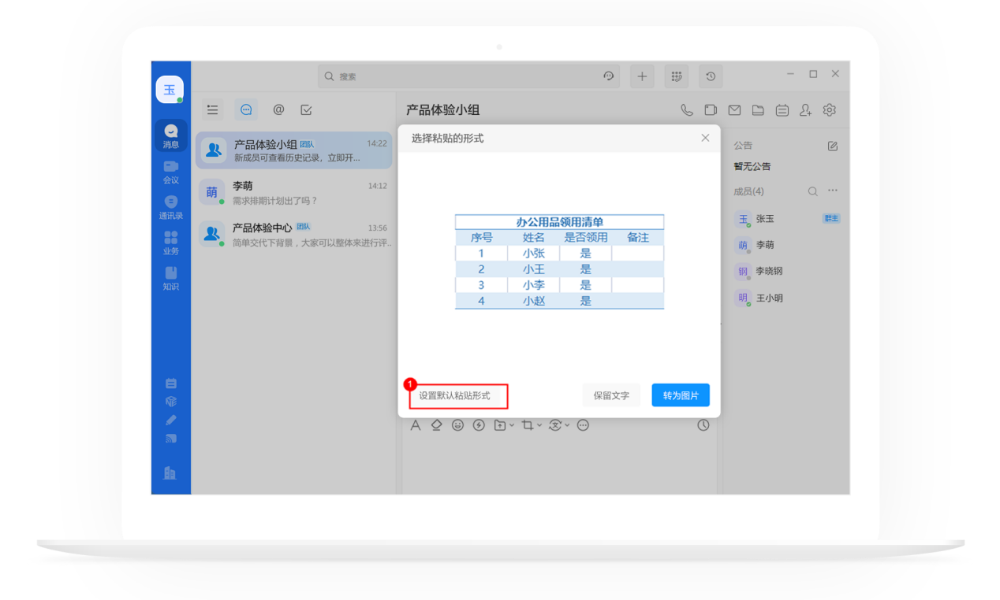 玉
搜索
消息
会议
通讯录
业务
知识
@
产品体验小组 团队 14:22
新成员可查看历史记录，立即开...
萌
李萌 14:12
需求排期计划出了吗？
产品体验中心 团队 13:56
简单交代下背景，大家可以整体来进行评..
产品体验小组
选择粘贴的形式
办公用品领用清单
序号 姓名 是否领用 备注
1 小张 是
2 小王 是
3 小李 是
4 小赵 是
1
设置默认粘贴形式
保留文字
转为图片
公告
暂无公告
成员(4)
玉 张玉 群主
萌 李萌
钢 李晓钢
明 王小明